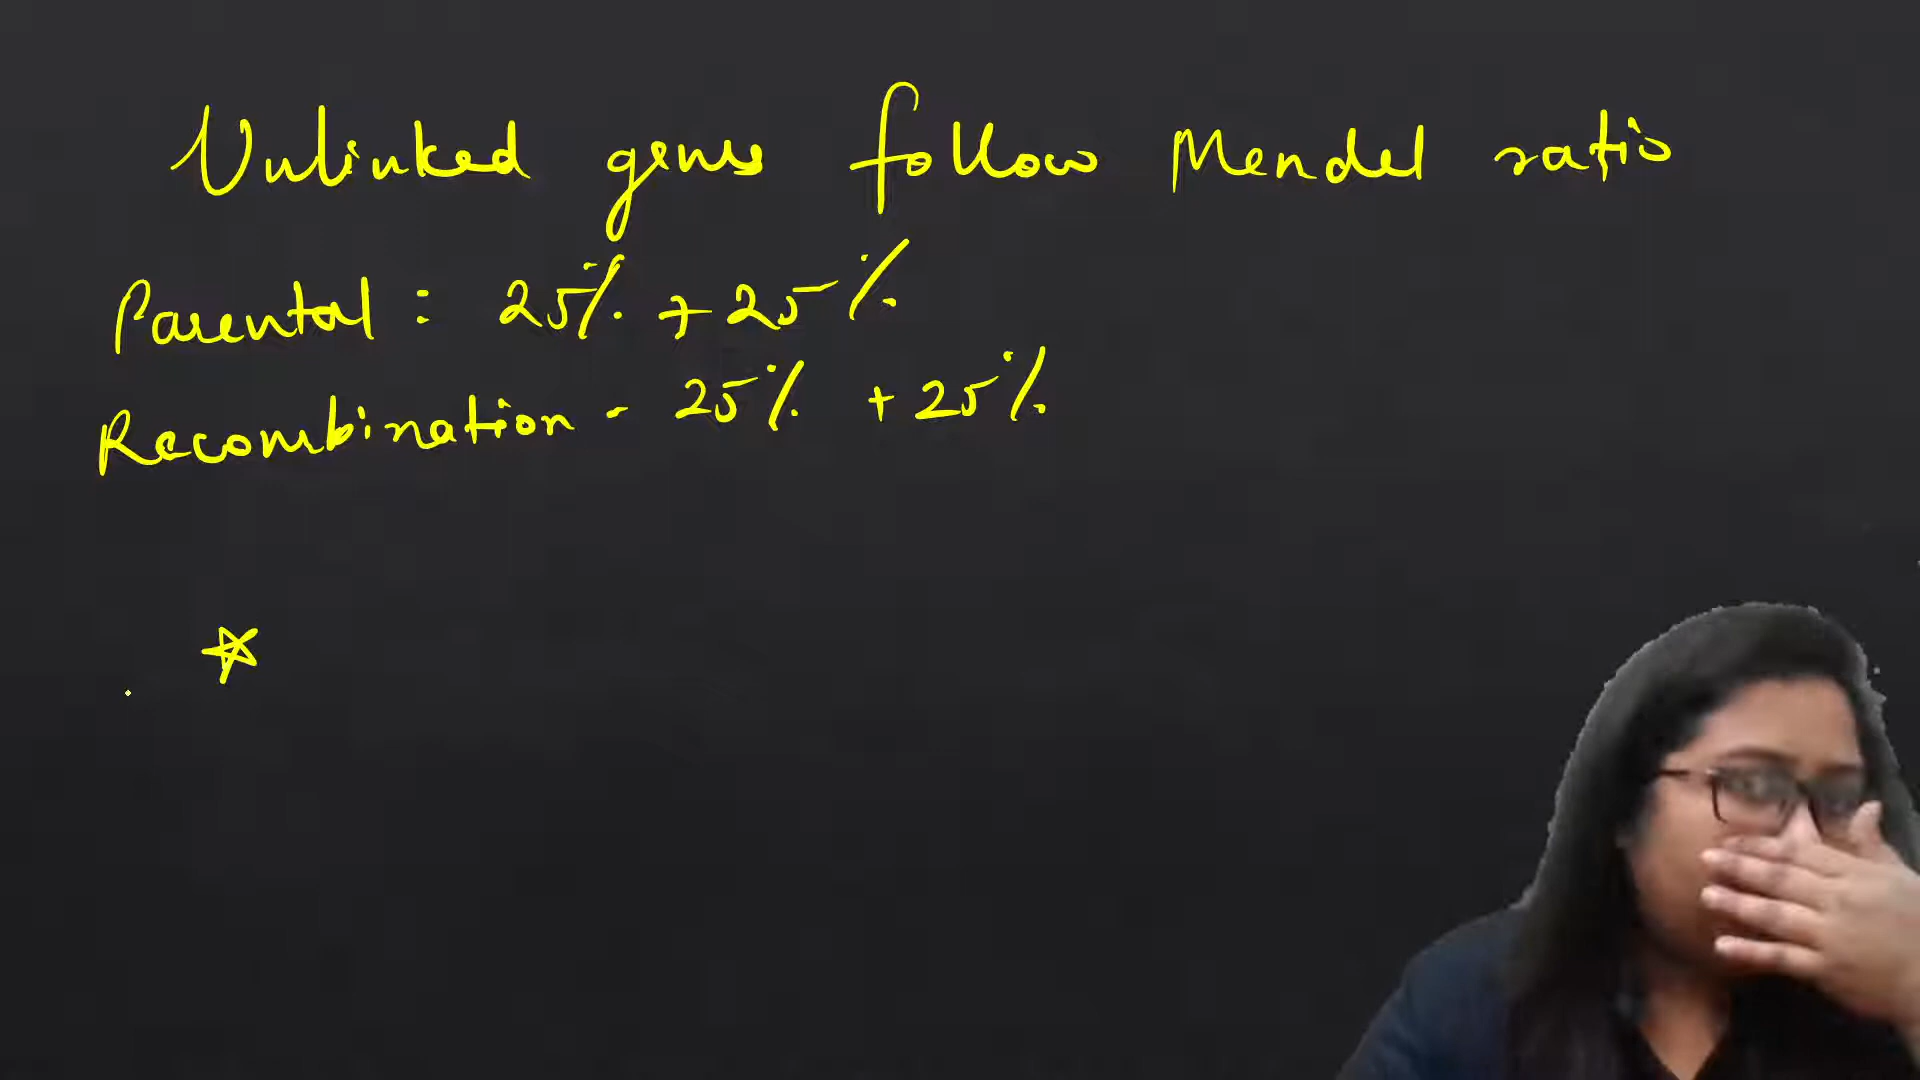 Unlinked genes follow Mendel ratio
Parental : 25% + 25%
Recombination - 25% + 25%